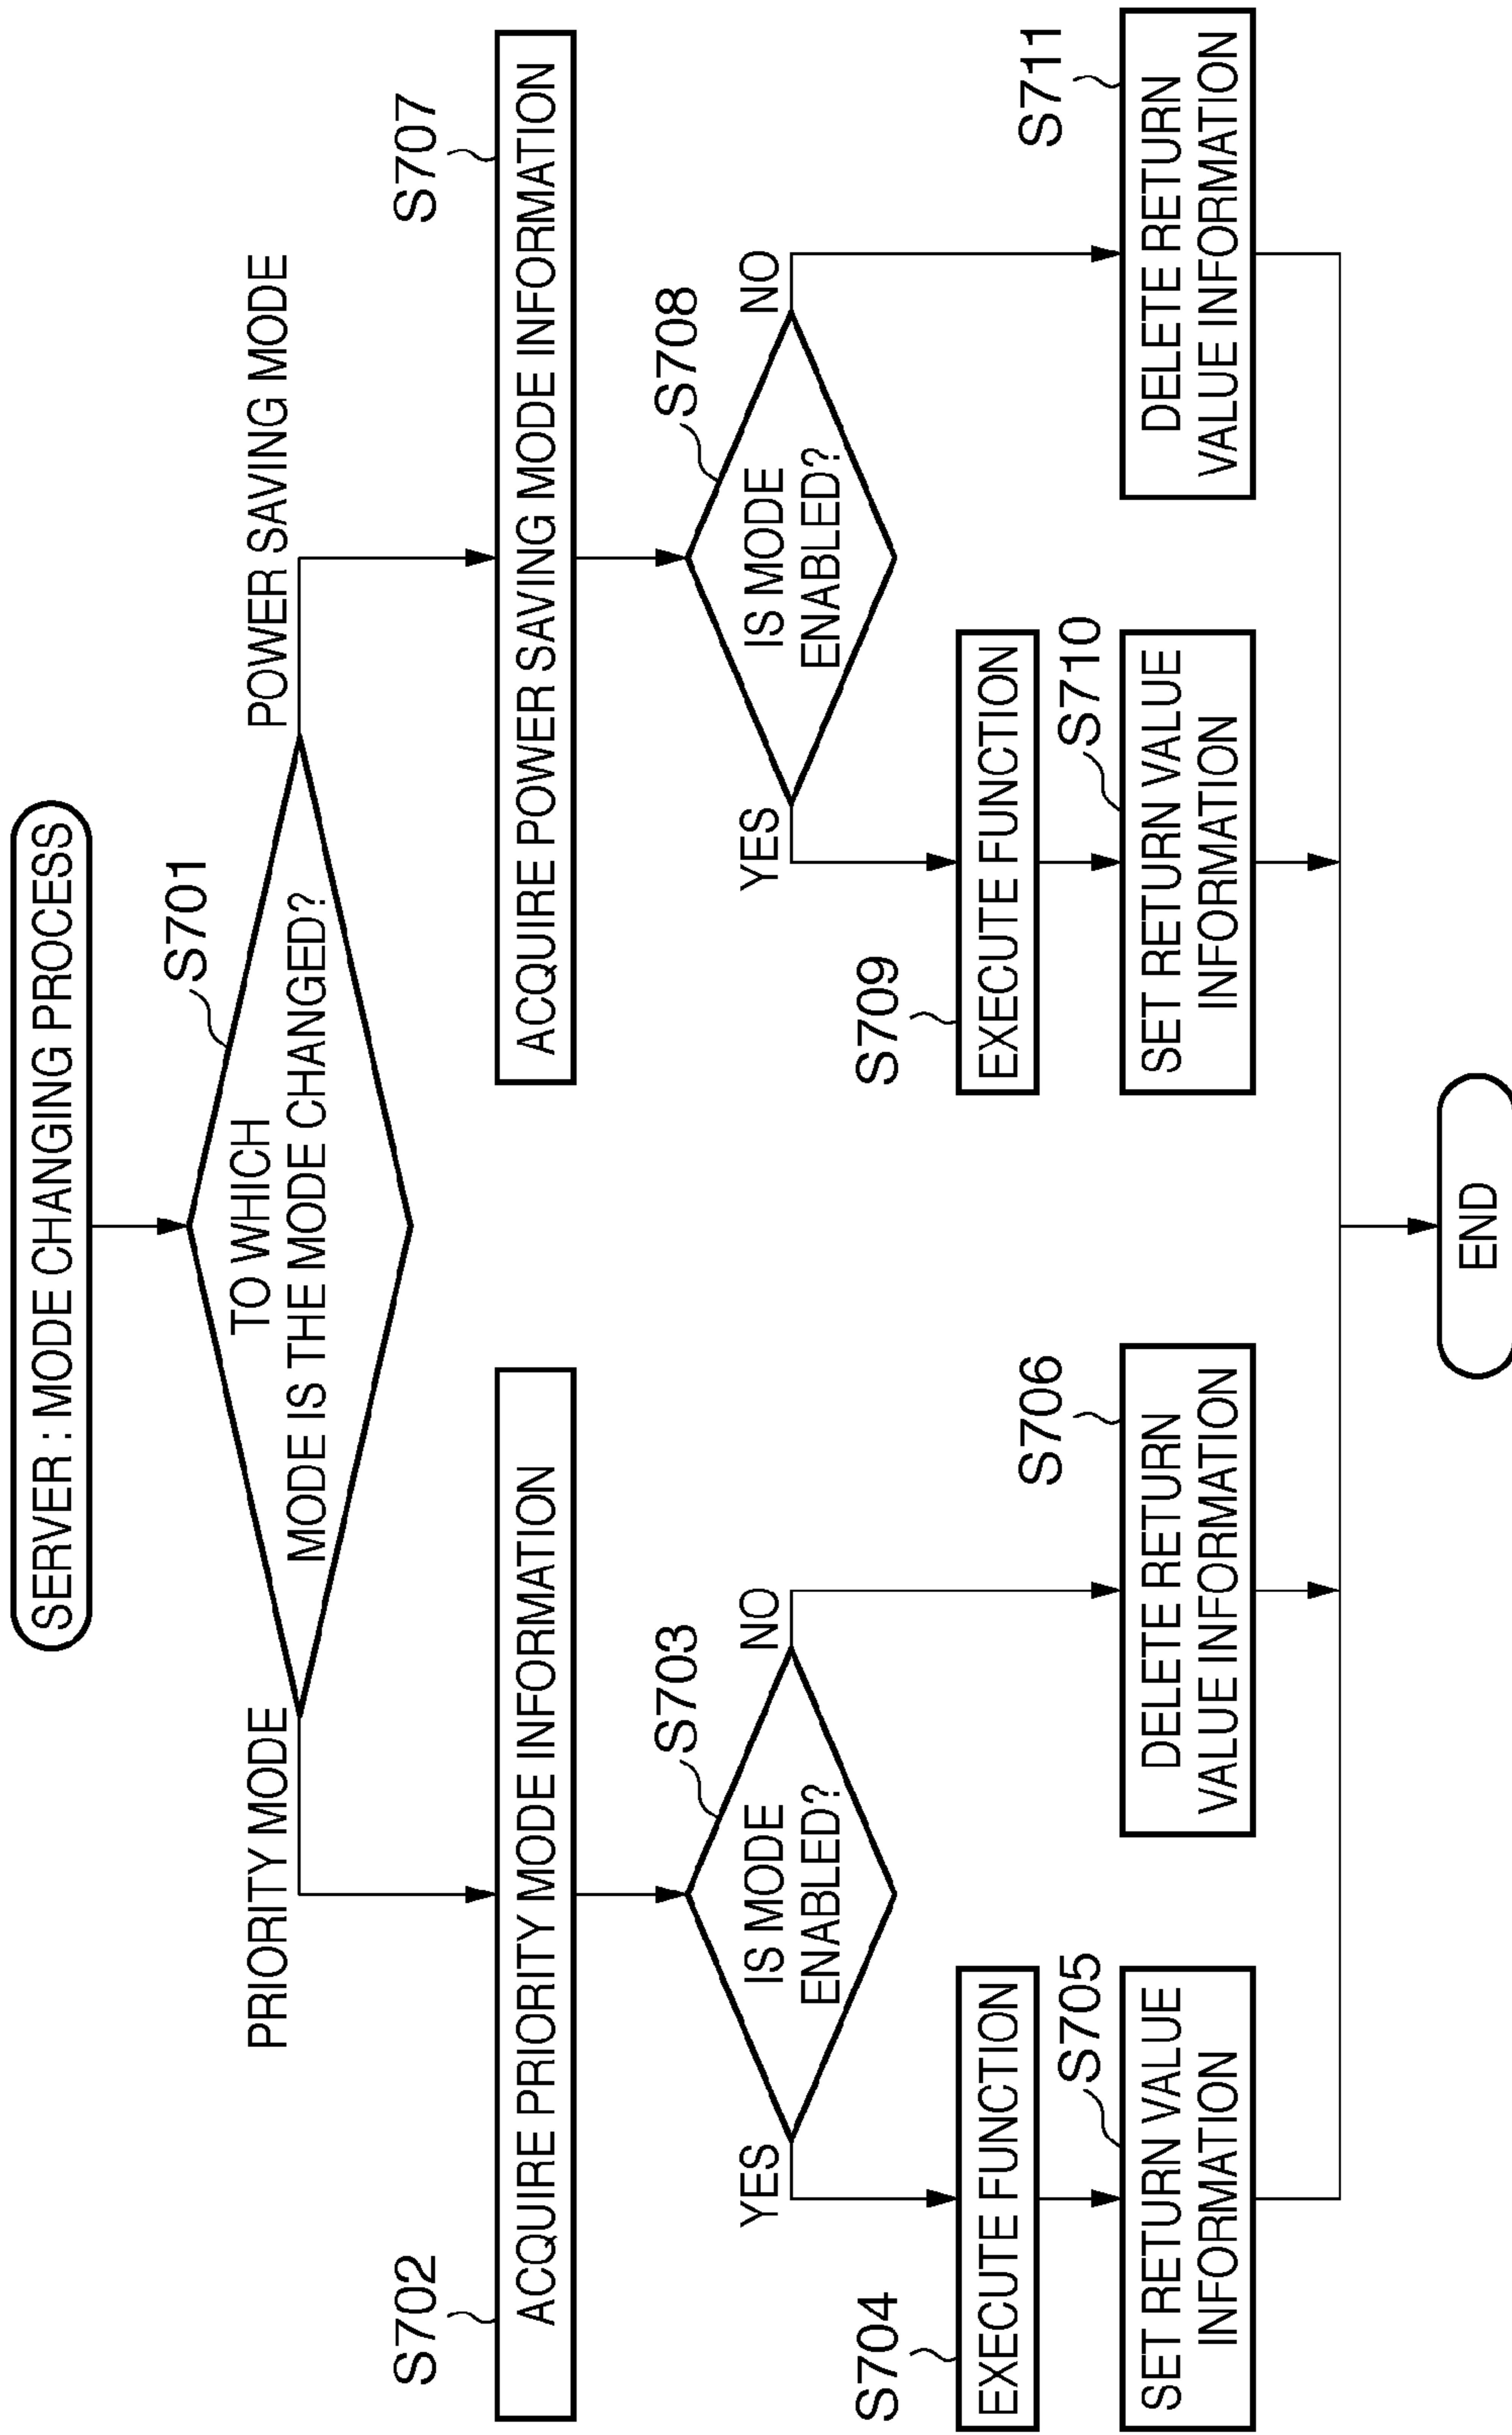 SERVER : MODE CHANGING PROCESS
S701
TO WHICH
MODE IS THE MODE CHANGED?
PRIORITY MODE
POWER SAVING MODE
S702
ACQUIRE PRIORITY MODE INFORMATION
S707
ACQUIRE POWER SAVING MODE INFORMATION
S703
IS MODE
ENABLED?
YES
NO
S708
IS MODE
ENABLED?
YES
NO
S704
EXECUTE FUNCTION
S709
EXECUTE FUNCTION
S705
SET RETURN VALUE
INFORMATION
S706
DELETE RETURN
VALUE INFORMATION
S710
SET RETURN VALUE
INFORMATION
S711
DELETE RETURN
VALUE INFORMATION
END